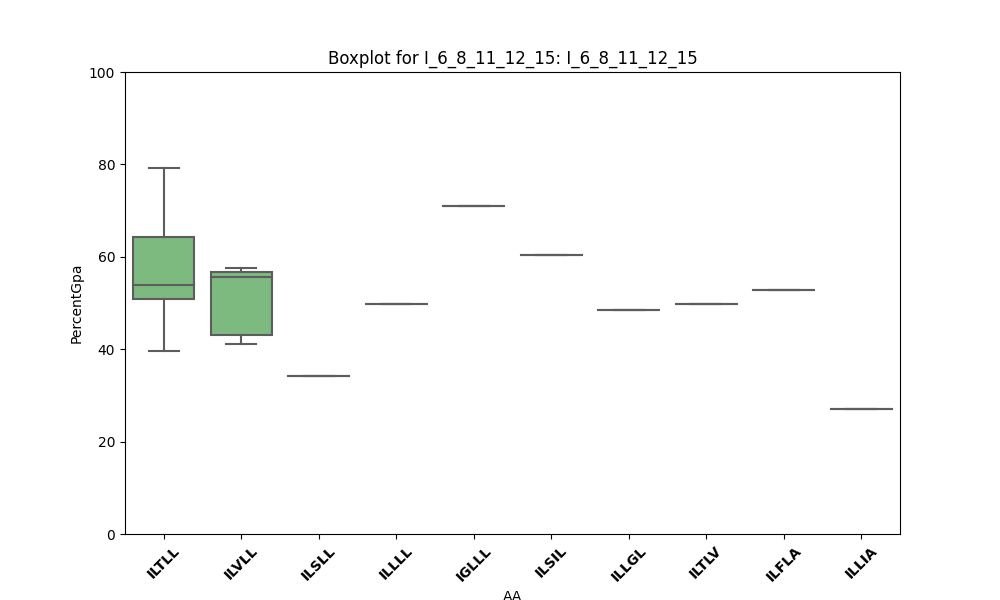 Boxplot for I_6_8_11_12_15: I_6_8_11_12_15
100
80
60
40
20
0
PercentGpa
ILTLL
ILVLL
ILSLL
ILLLL
IGLLL
ILSIL
ILLGL
ILTLV
ILFLA
ILLIA
AA